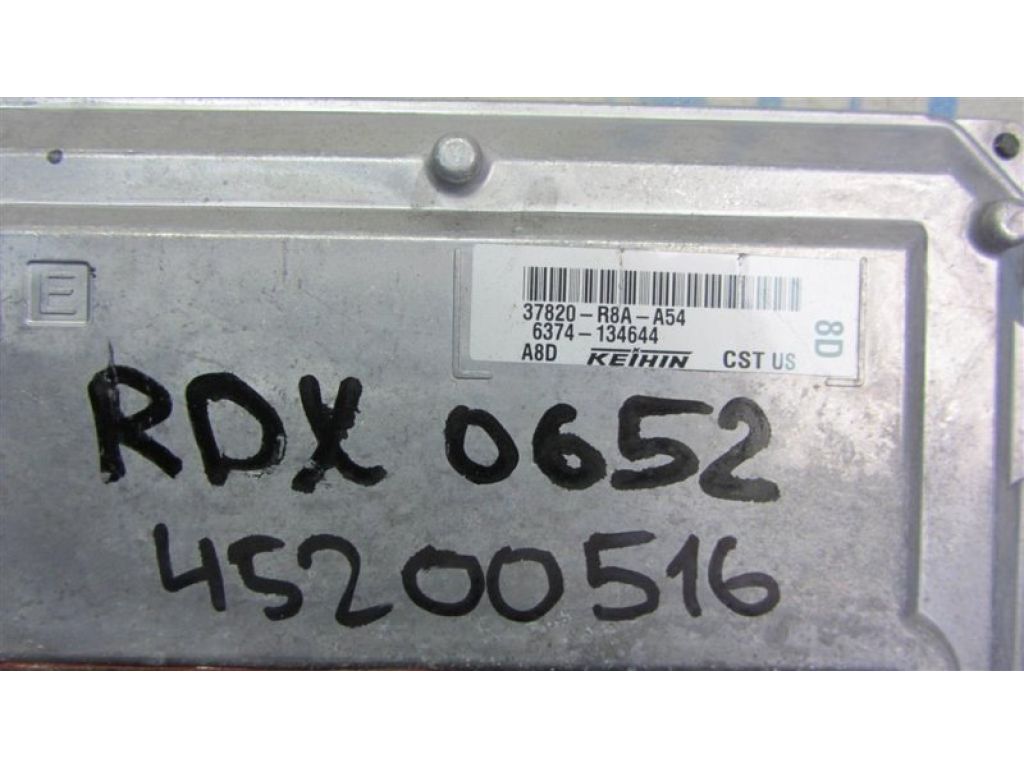 E
37820-R8A-A54
6374-134644
A8D KEIHIN CST US
8D
RDX 0652
45200516